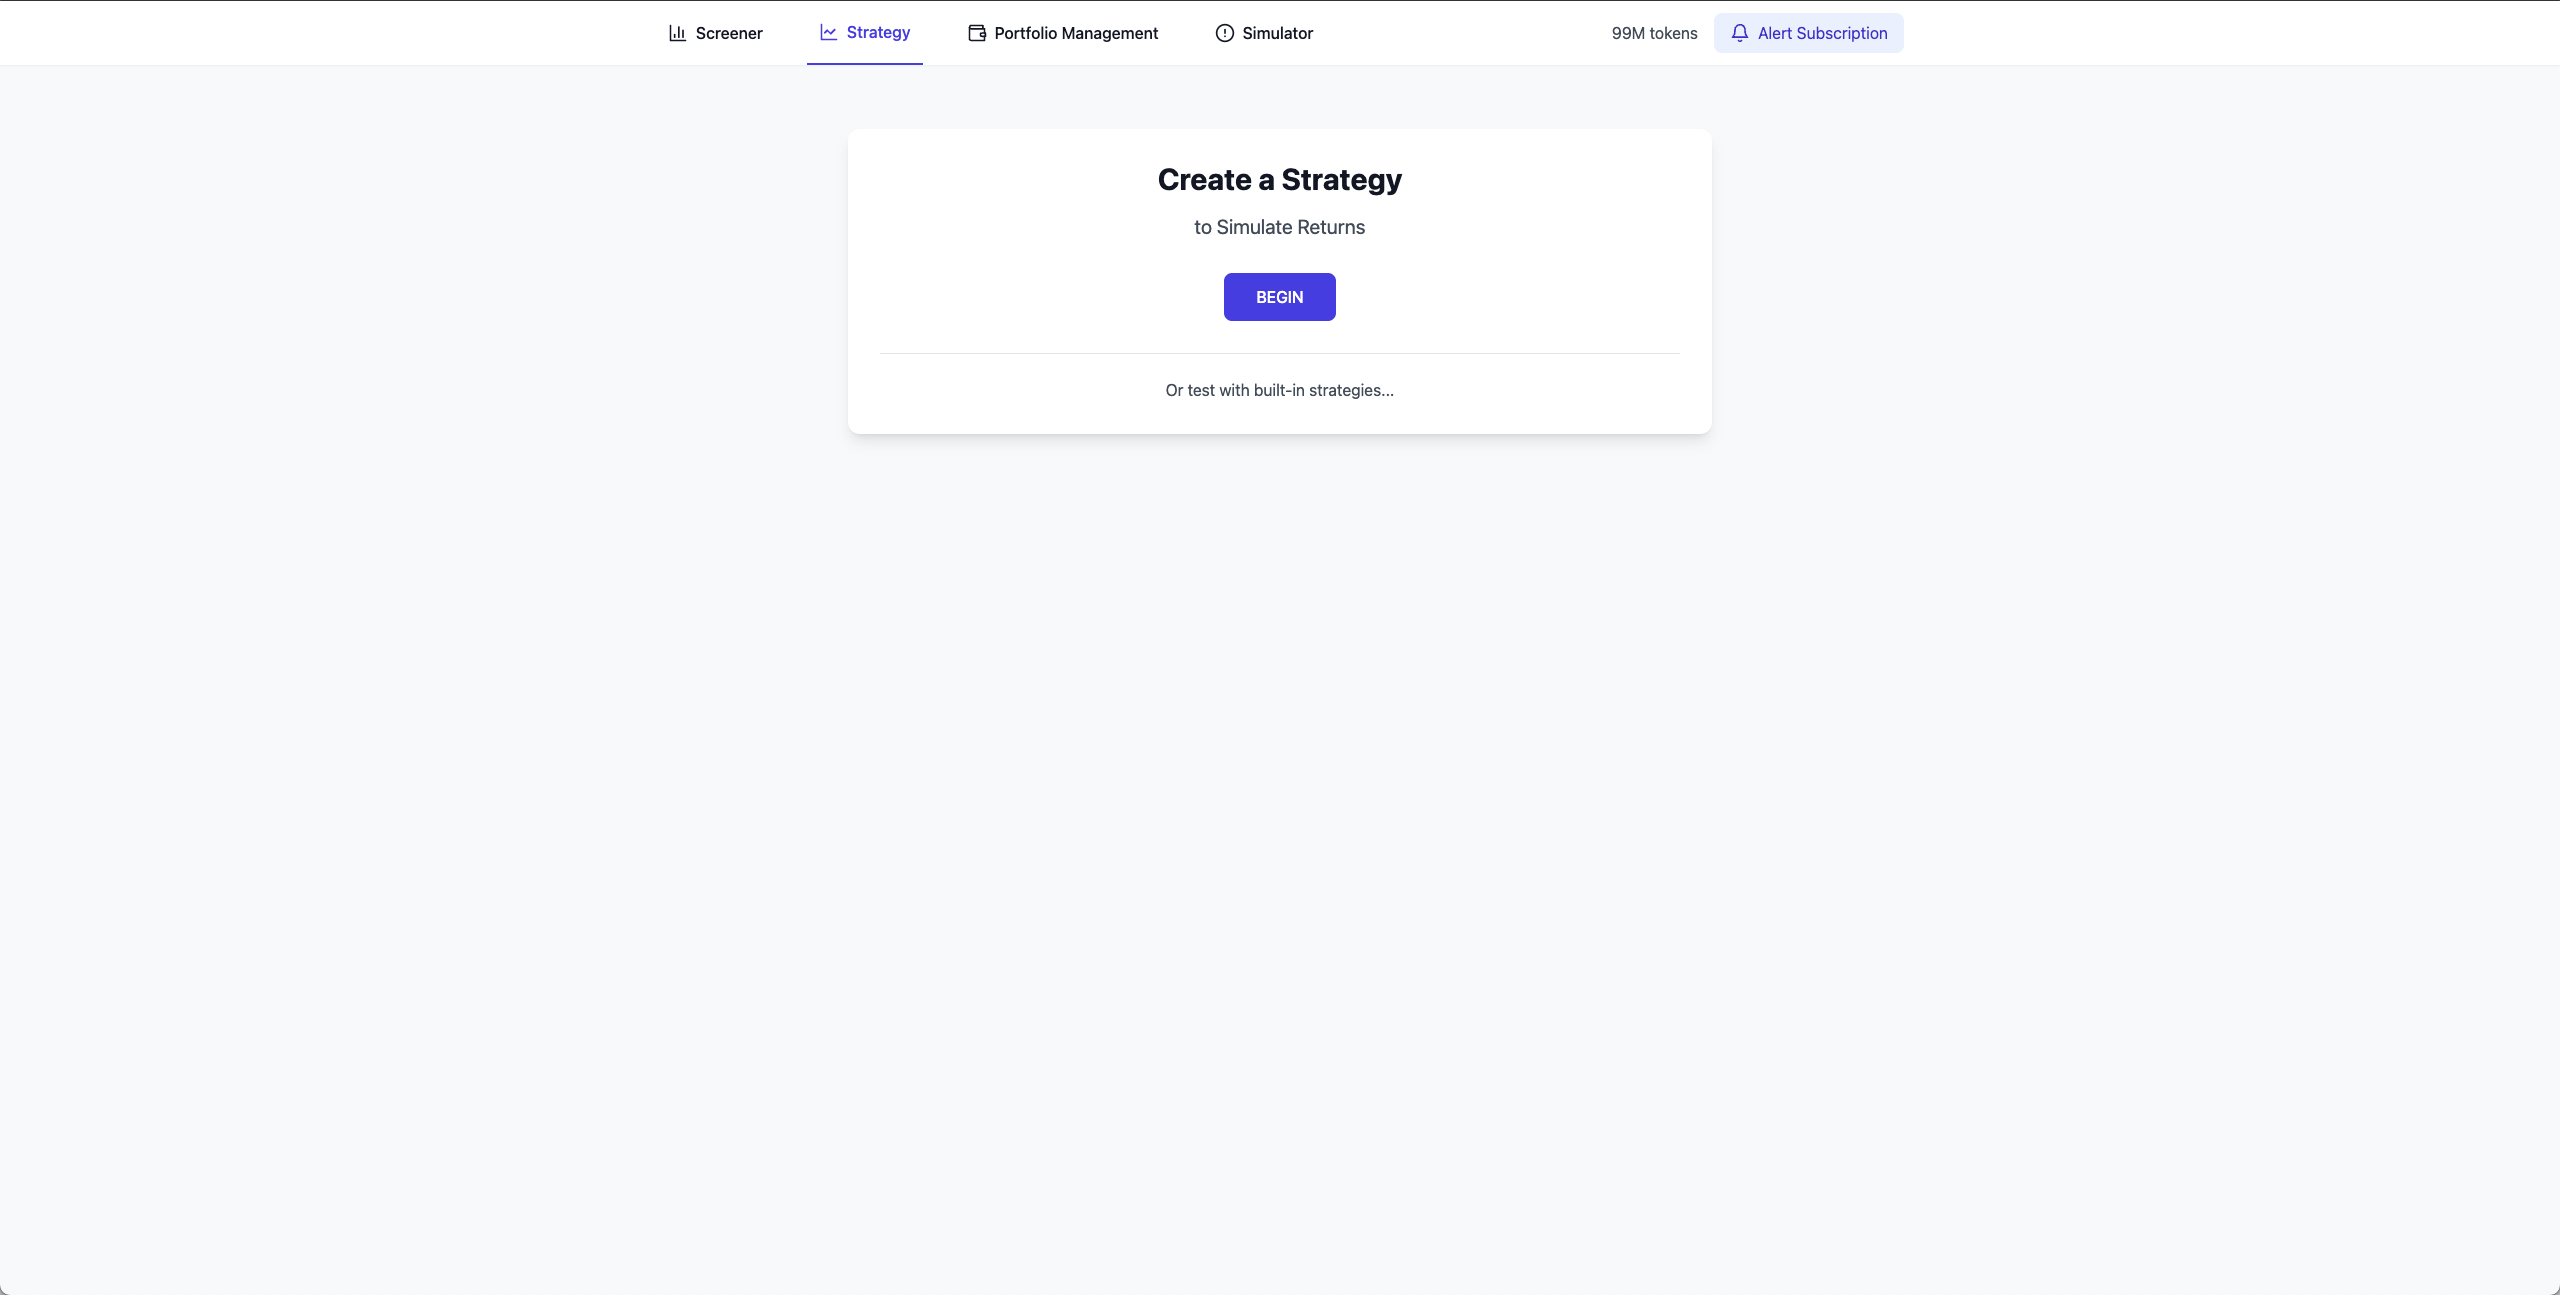 Screener
Strategy
Portfolio Management
Simulator
99M tokens
Alert Subscription
Create a Strategy
to Simulate Returns
BEGIN
Or test with built-in strategies...